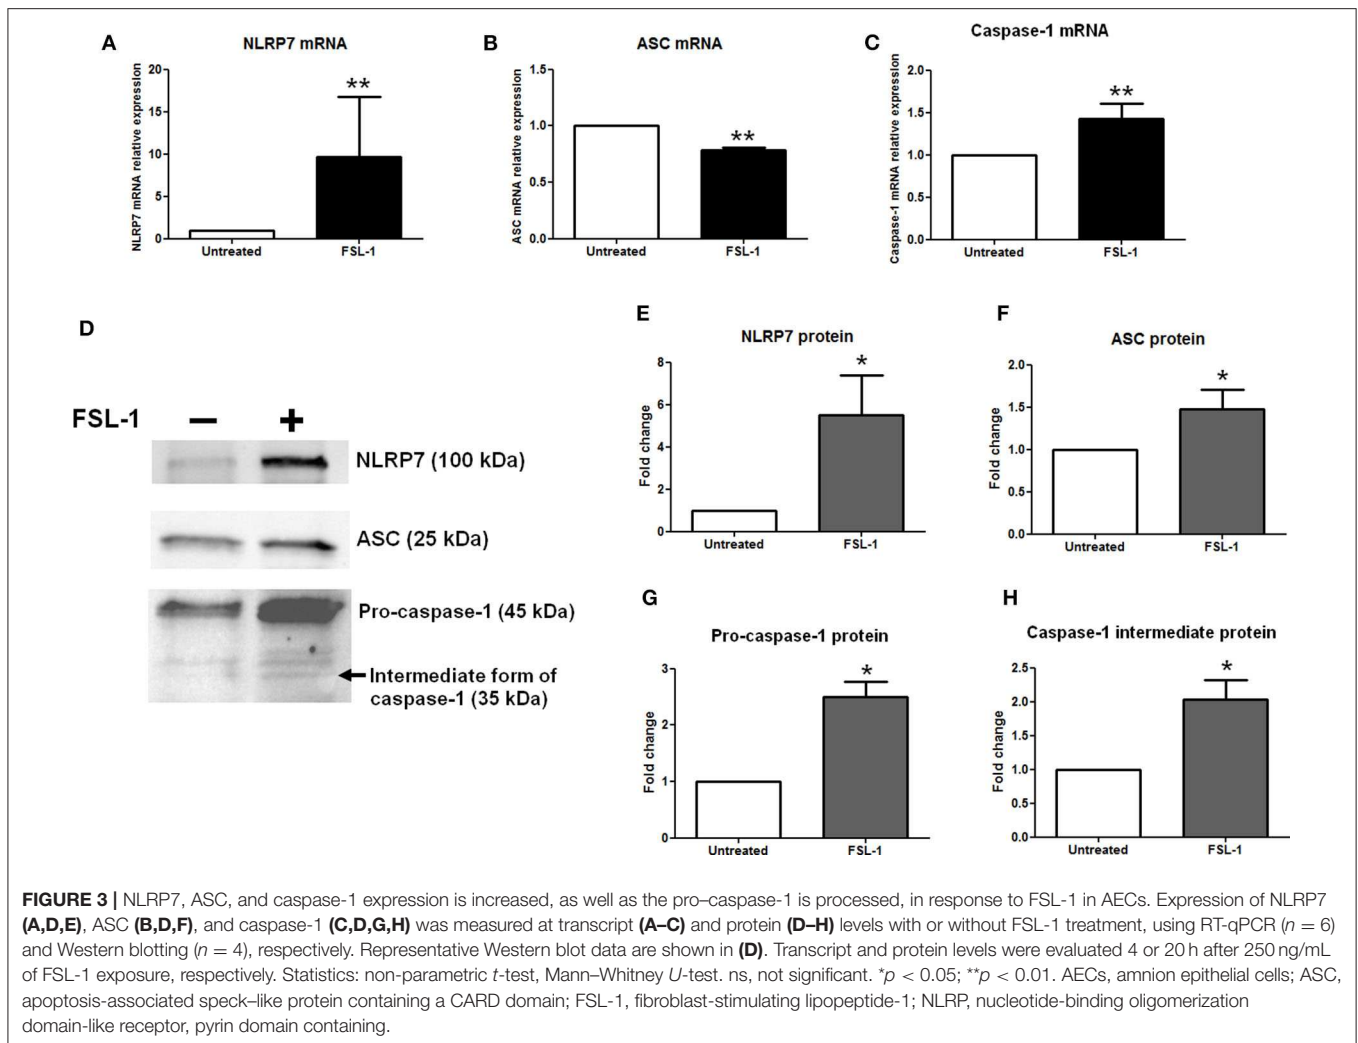 A
NLRP7 mRNA
NLRP7 mRNA relative expression
20
15
10
5
0
**
Untreated
FSL-1
B
ASC mRNA
ASC mRNA relative expression
1.5
1.0
0.5
0.0
**
Untreated
FSL-1
C
Caspase-1 mRNA
Caspase-1 mRNA relative expression
2.0
1.5
1.0
0.5
0.0
**
Untreated
FSL-1
D
FSL-1 − +
NLRP7 (100 kDa)
ASC (25 kDa)
Pro-caspase-1 (45 kDa)
Intermediate form of
caspase-1 (35 kDa)
E
NLRP7 protein
Fold change
8
6
4
2
0
*
Untreated
FSL-1
F
ASC protein
Fold change
2.0
1.5
1.0
0.5
0.0
*
Untreated
FSL-1
G
Pro-caspase-1 protein
Fold change
3
2
1
0
*
Untreated
FSL-1
H
Caspase-1 intermediate protein
Fold change
2.5
2.0
1.5
1.0
0.5
0.0
*
Untreated
FSL-1
FIGURE 3 | NLRP7, ASC, and caspase-1 expression is increased, as well as the pro–caspase-1 is processed, in response to FSL-1 in AECs. Expression of NLRP7
(A,D,E), ASC (B,D,F), and caspase-1 (C,D,G,H) was measured at transcript (A–C) and protein (D–H) levels with or without FSL-1 treatment, using RT-qPCR (n = 6)
and Western blotting (n = 4), respectively. Representative Western blot data are shown in (D). Transcript and protein levels were evaluated 4 or 20 h after 250 ng/mL
of FSL-1 exposure, respectively. Statistics: non-parametric t-test, Mann–Whitney U-test. ns, not significant. *p < 0.05; **p < 0.01. AECs, amnion epithelial cells; ASC,
apoptosis-associated speck–like protein containing a CARD domain; FSL-1, fibroblast-stimulating lipopeptide-1; NLRP, nucleotide-binding oligomerization
domain-like receptor, pyrin domain containing.